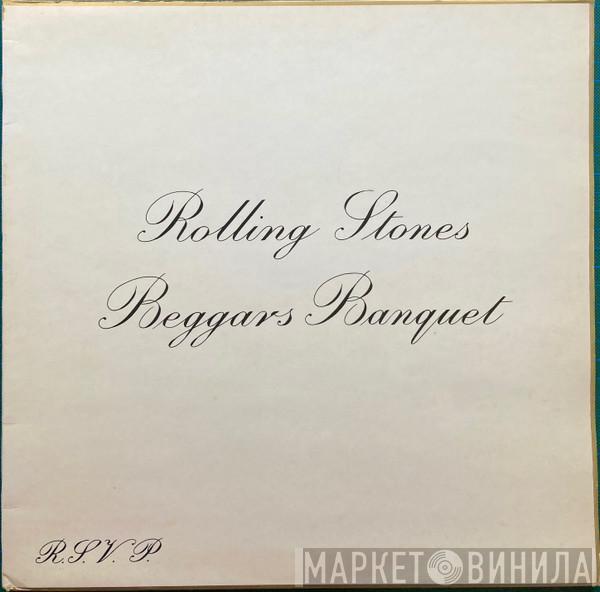 Rolling Stones
Beggars Banquet
R.S.V.P.
МАРКЕТ ВИНИЛА